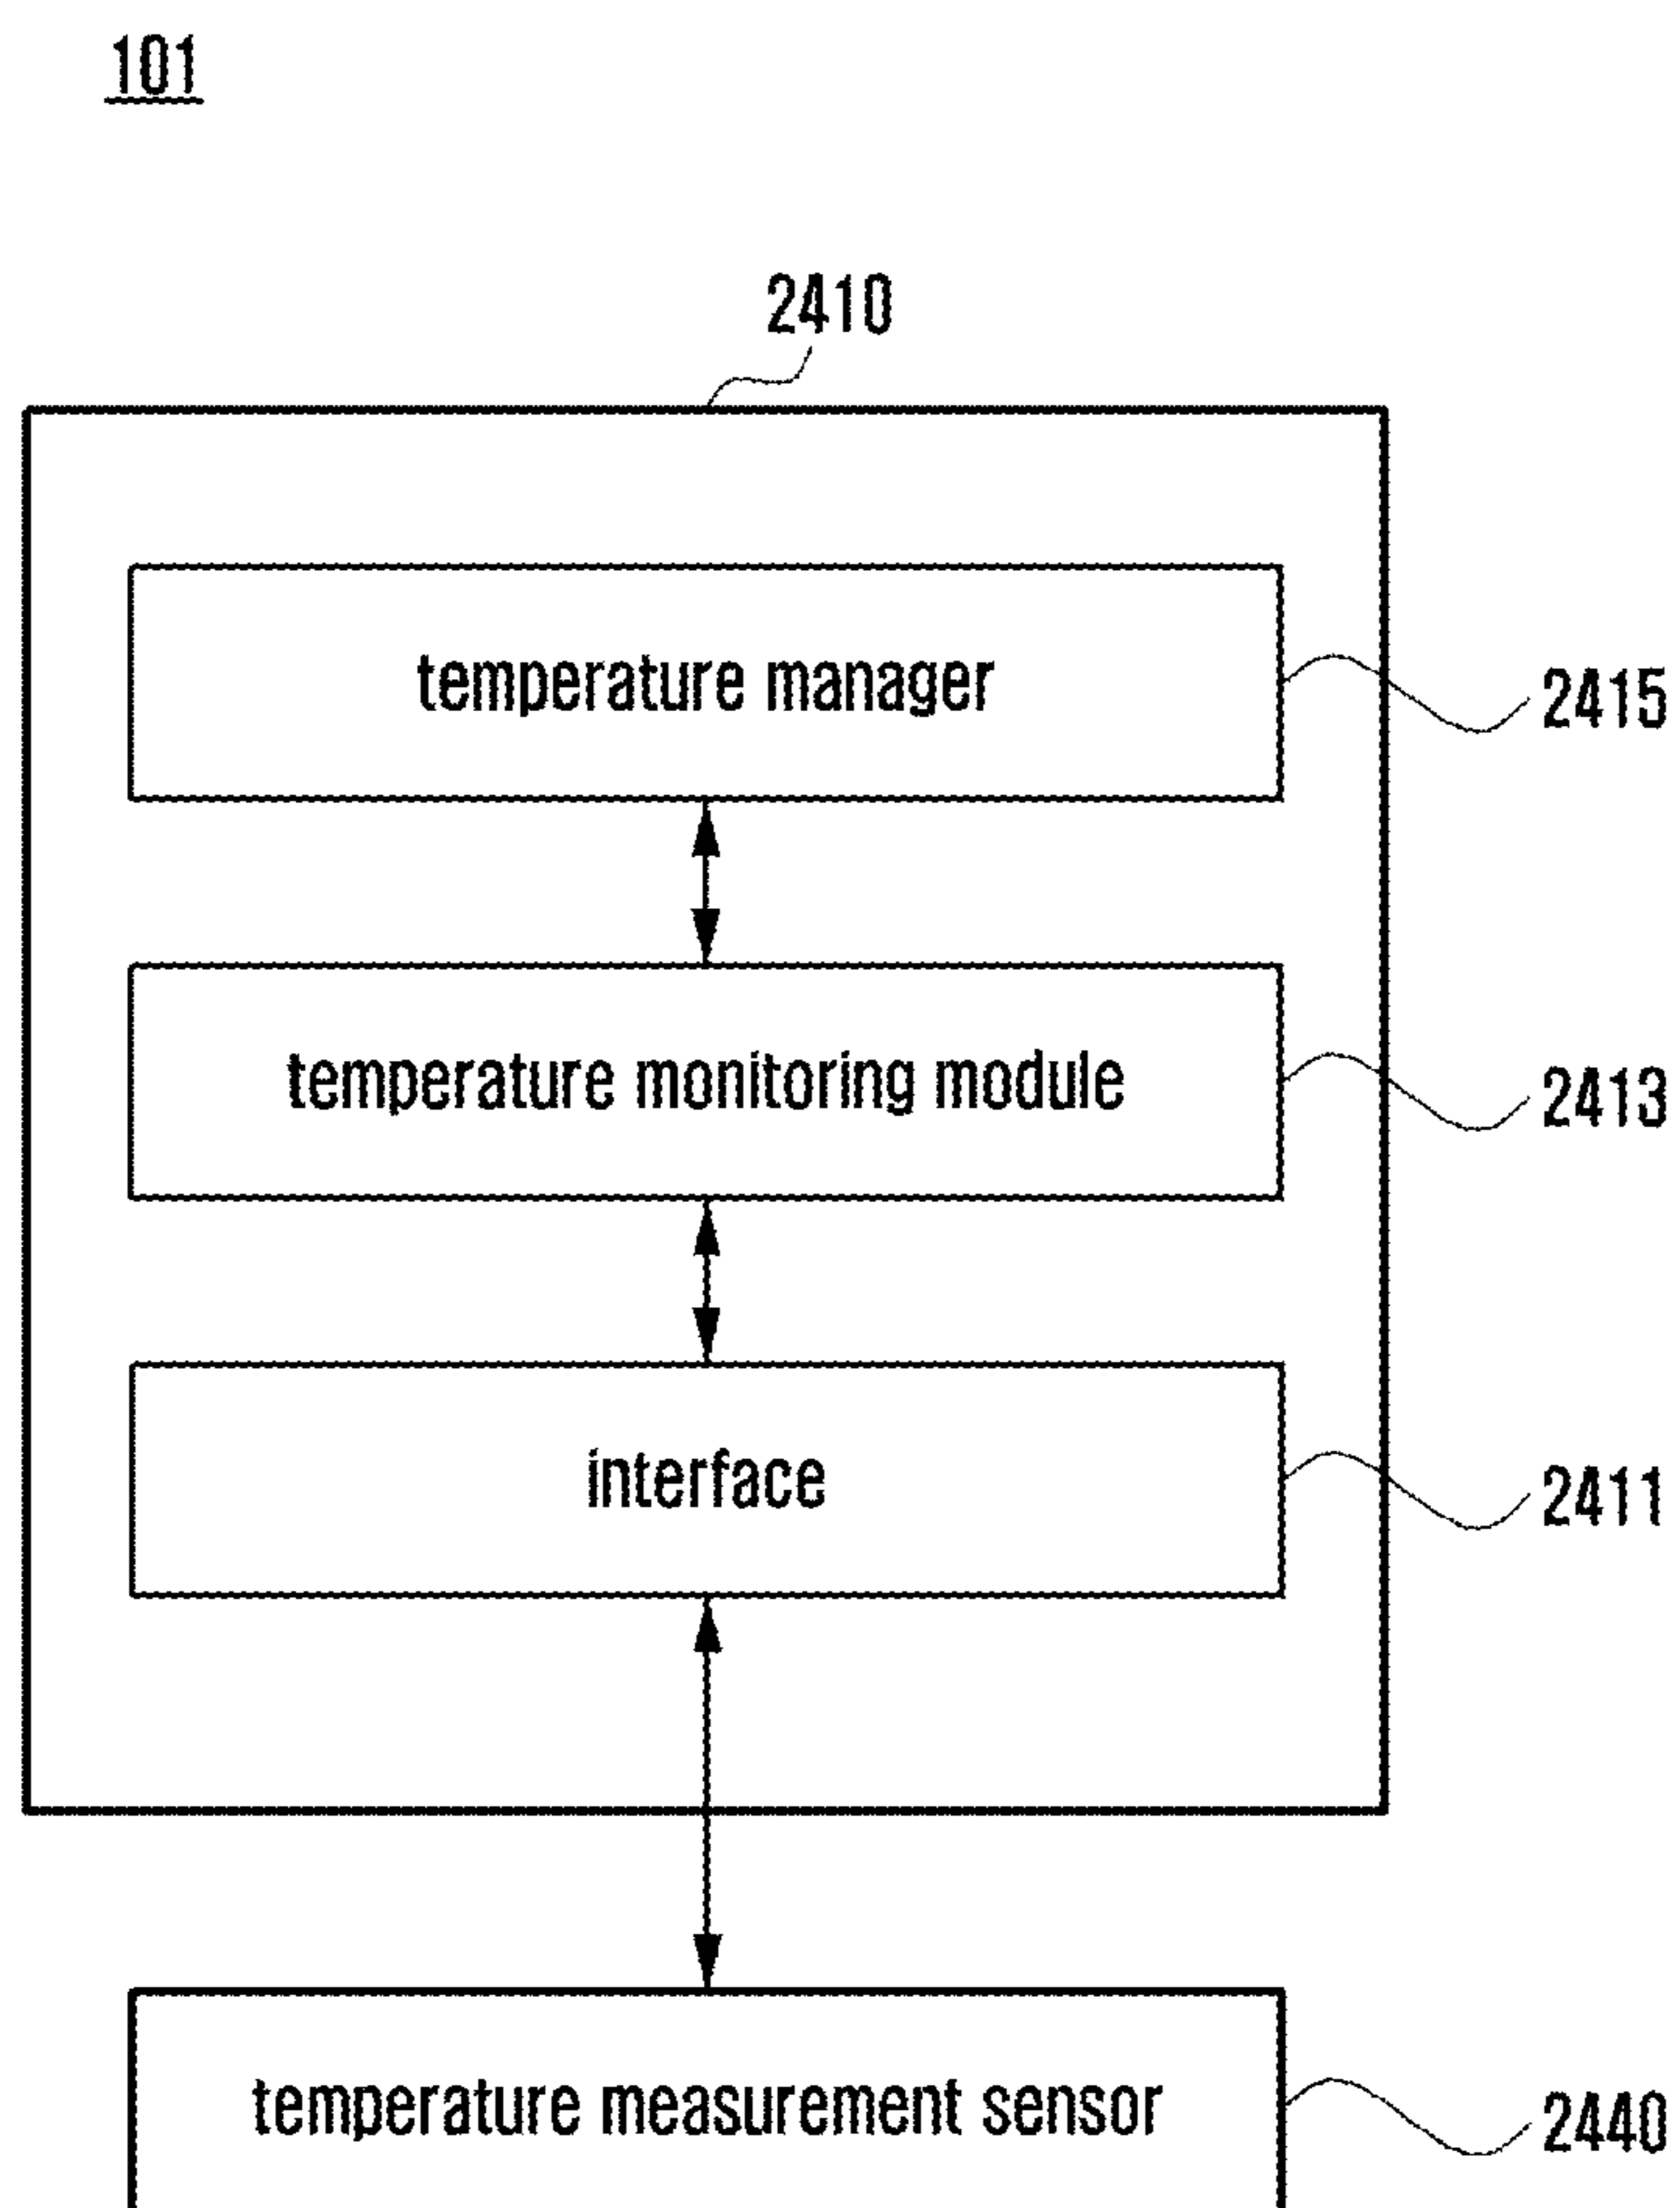 101
2410
temperature manager
2415
temperature monitoring module
2413
interface
2411
temperature measurement sensor
2440